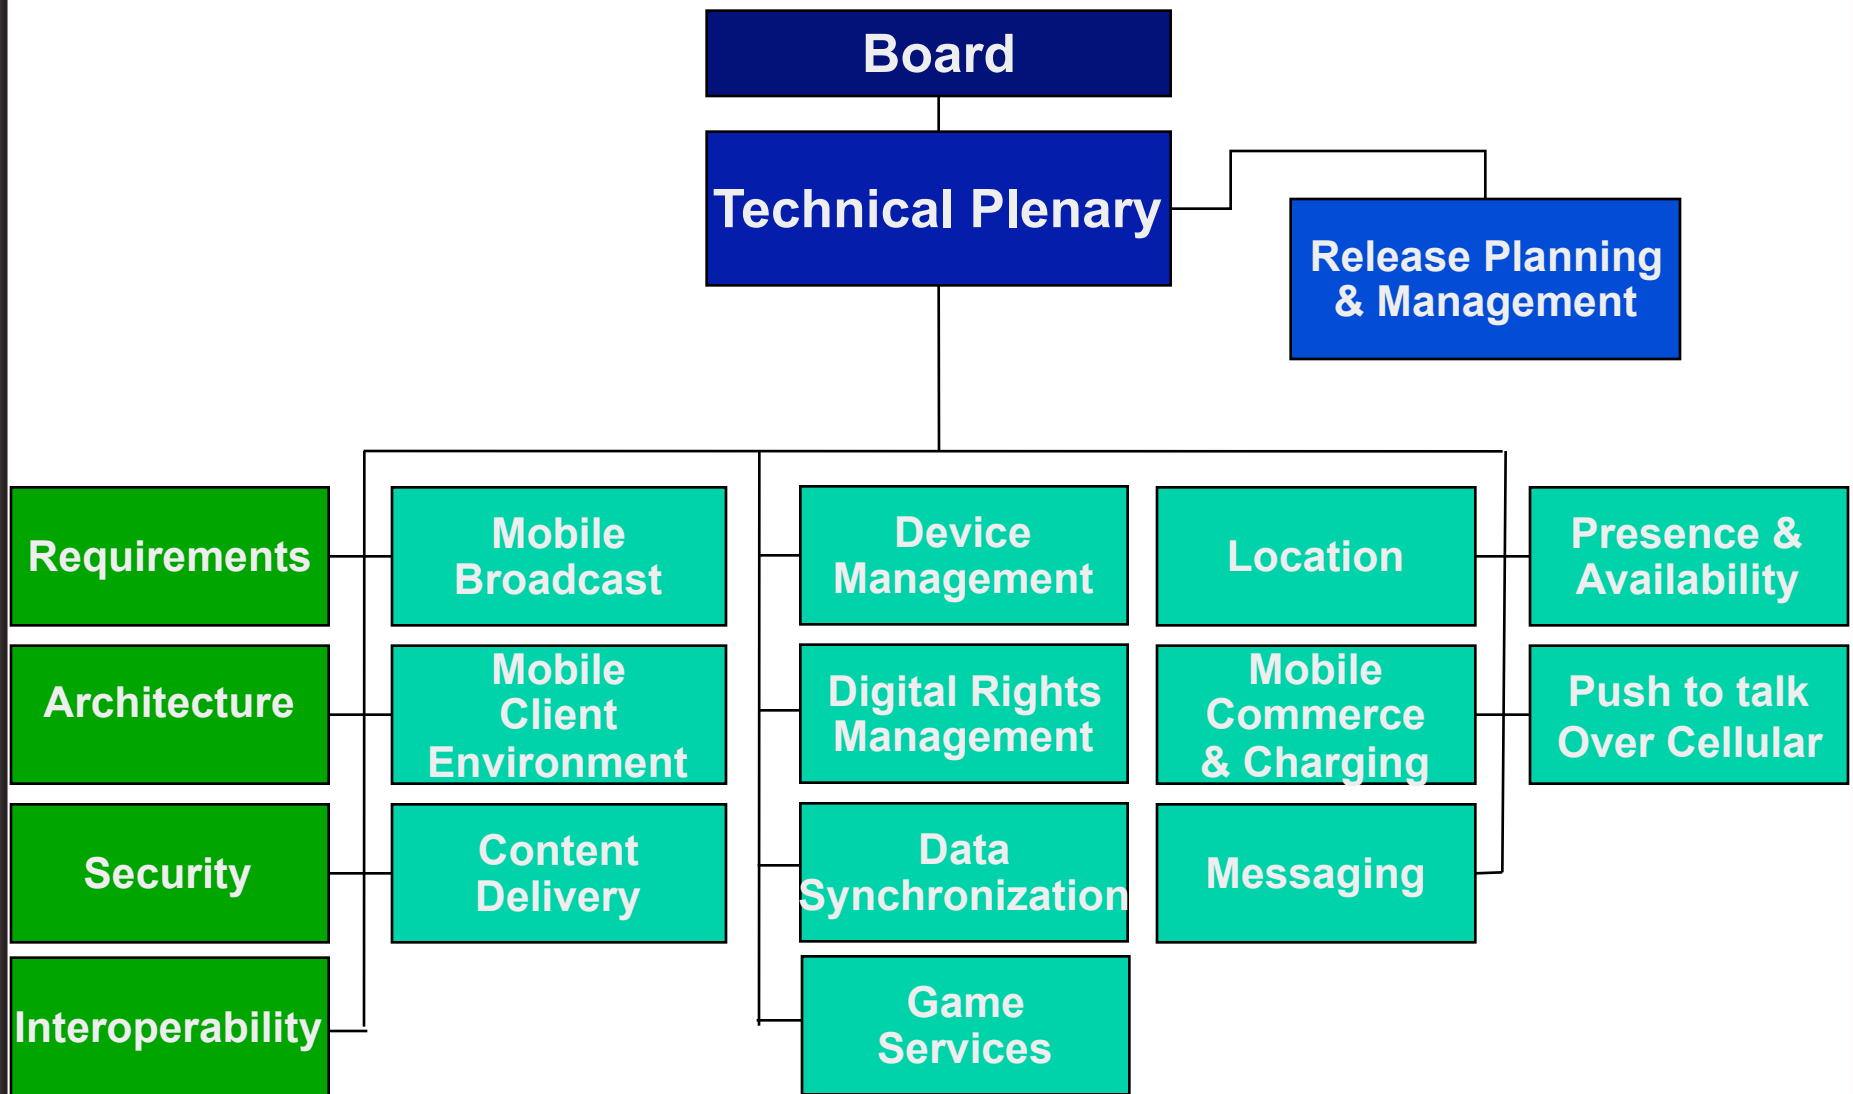 Board
Technical Plenary
Release Planning
& Management
Requirements
Mobile
Broadcast
Device
Management
Location
Presence &
Availability
Architecture
Mobile
Client
Environment
Digital Rights
Management
Mobile
Commerce
& Charging
Push to talk
Over Cellular
Security
Content
Delivery
Data
Synchronization
Messaging
Interoperability
Game
Services